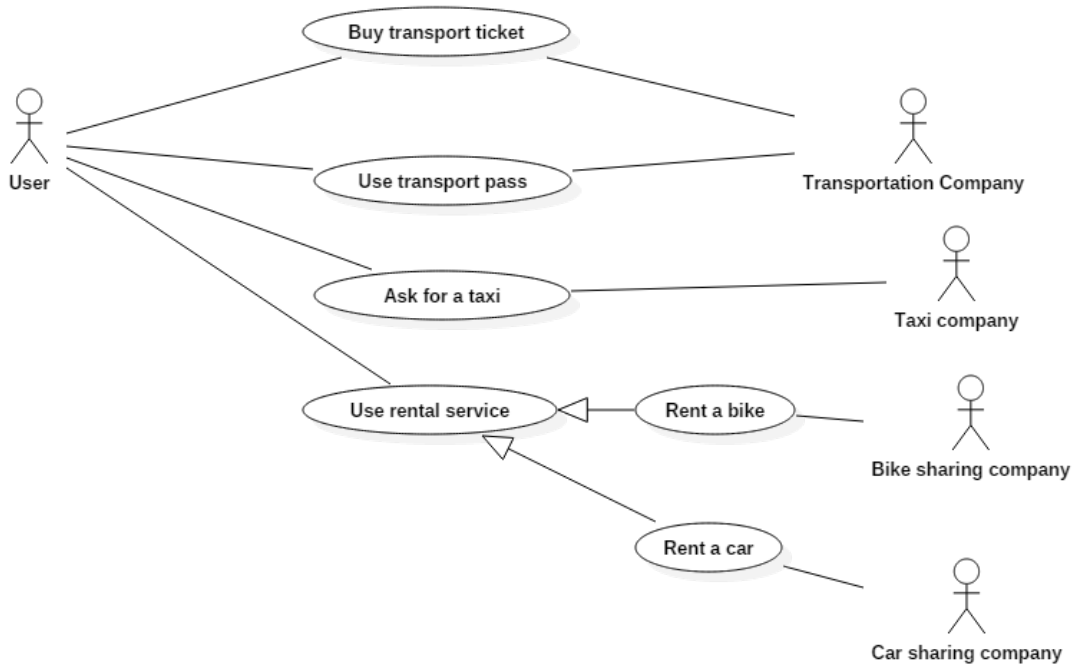 Buy transport ticket
User
Use transport pass
Transportation Company
Ask for a taxi
Taxi company
Use rental service
Rent a bike
Bike sharing company
Rent a car
Car sharing company